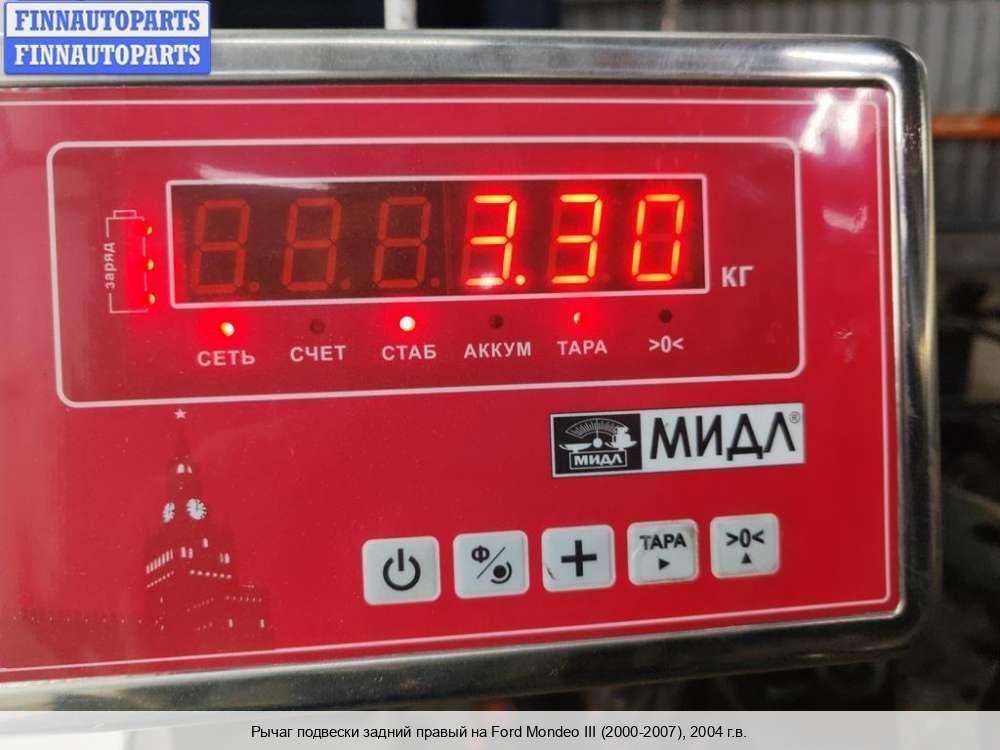 FINNAUTOPARTS
FINNAUTOPARTS
заряд
3.30 КГ
СЕТЬ СЧЕТ СТАБ АККУМ ТАРА >0<
МИДЛ МИДЛ®
Ф ТАРА >0<
Рычаг подвески задний правый на Ford Mondeo III (2000-2007), 2004 г.в.